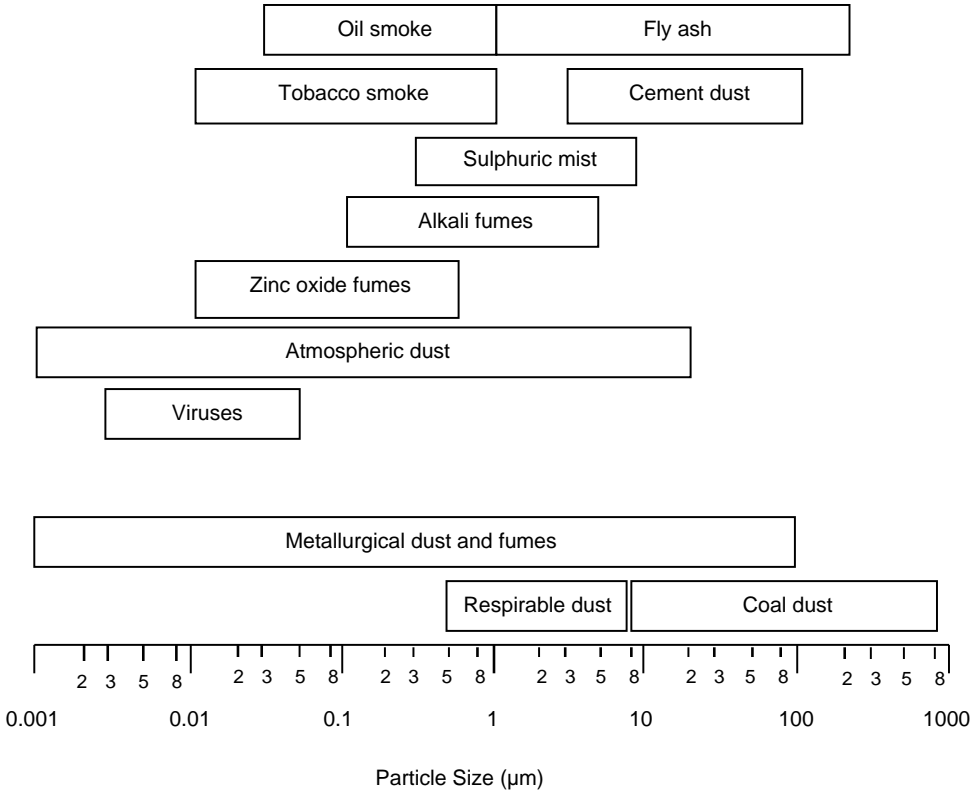 Oil smoke Fly ash
Tobacco smoke Cement dust
Sulphuric mist
Alkali fumes
Zinc oxide fumes
Atmospheric dust
Viruses
Metallurgical dust and fumes
Respirable dust Coal dust
2 3 5 8 2 3 5 8 2 3 5 8 2 3 5 8 2 3 5 8 2 3 5 8
0.001 0.01 0.1 1 10 100 1000
Particle Size (µm)